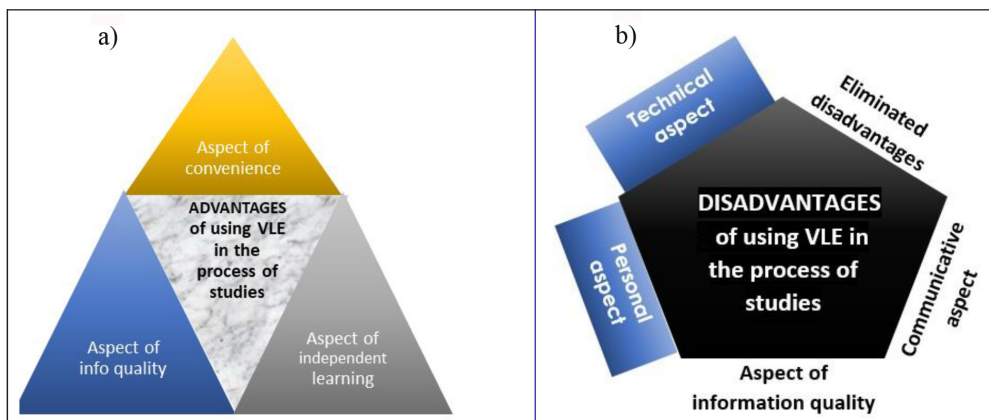 a)
Aspect of
convenience
ADVANTAGES
of using VLE
in the
process of
studies
Aspect of
info quality
Aspect of
independent
learning
b)
Technical
aspect
Eliminated
disadvantages
DISADVANTAGES
of using VLE in
the process of
studies
Personal
aspect
Communicative
aspect
Aspect of
information quality